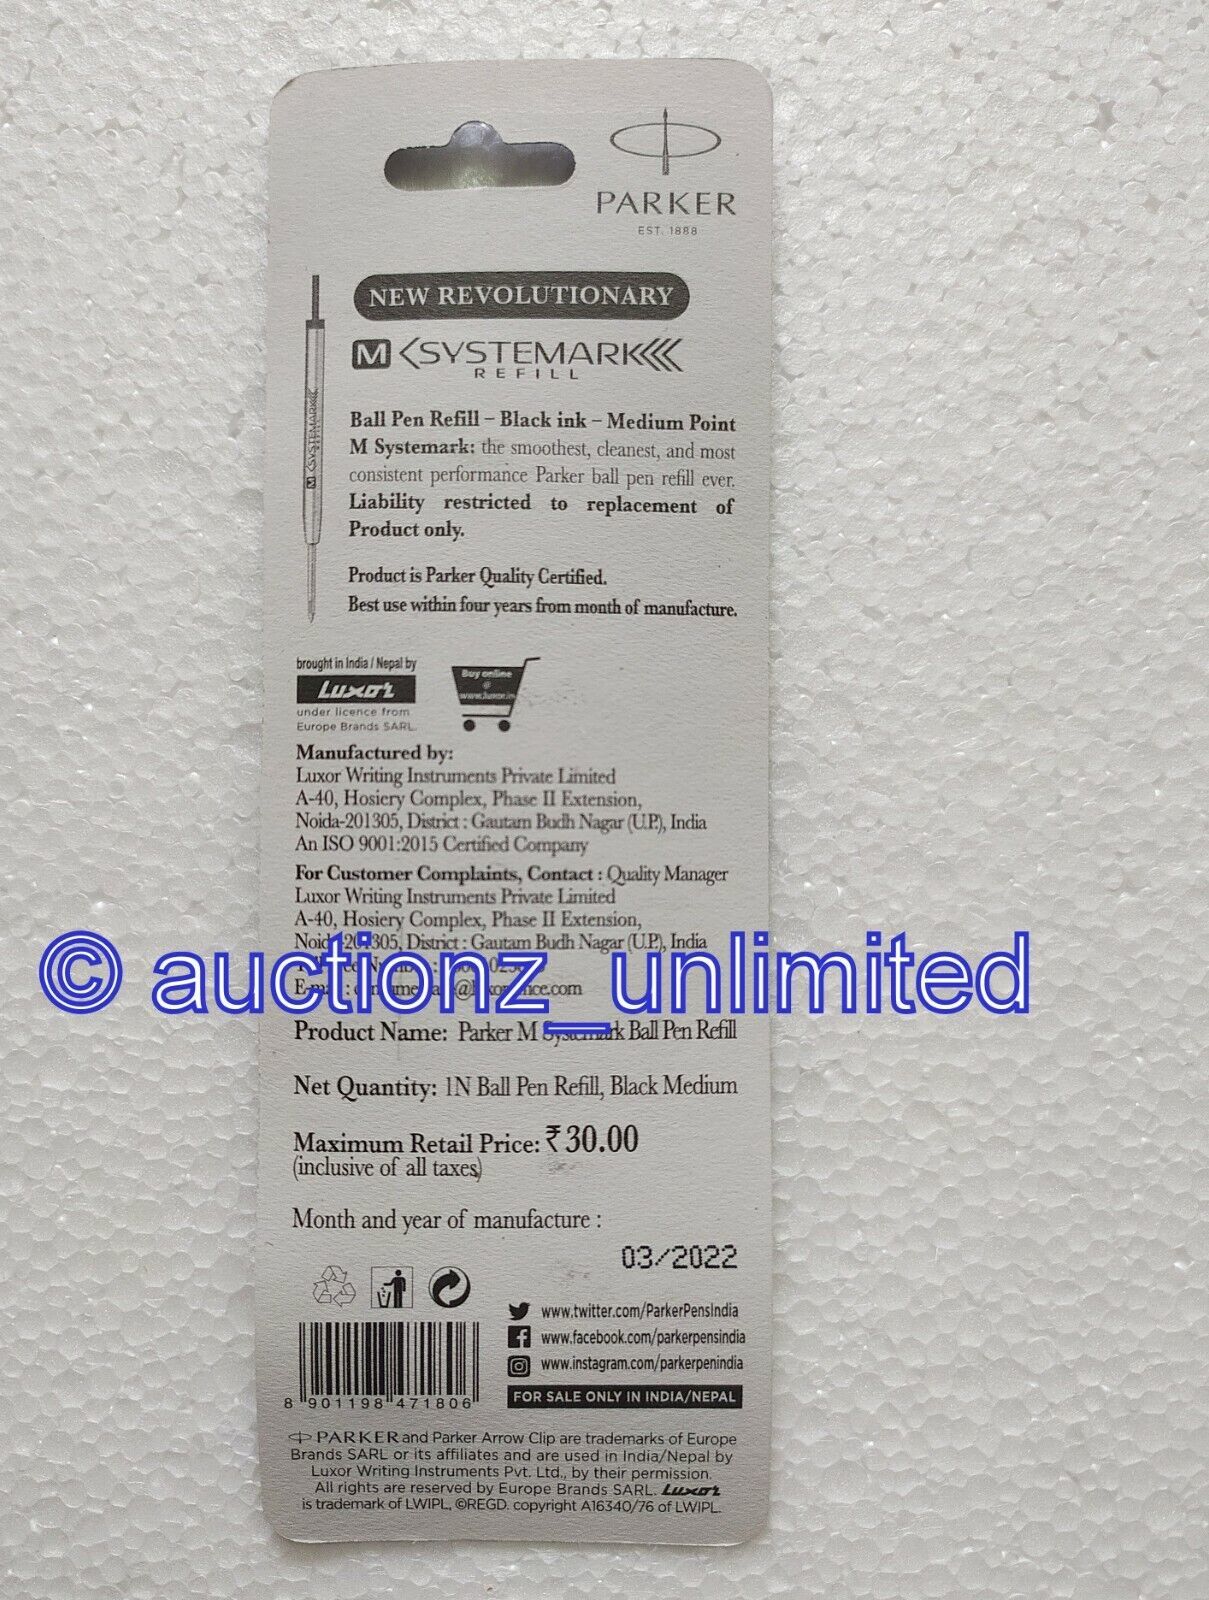 PARKER
EST. 1888
NEW REVOLUTIONARY
M SYSTEMARK
REFILL
M SYSTEMARK
Ball Pen Refill – Black ink – Medium Point
M Systemark: the smoothest, cleanest, and most
consistent performance Parker ball pen refill ever.
Liability restricted to replacement of
Product only.
Product is Parker Quality Certified.
Best use within four years from month of manufacture.
brought in India / Nepal by
Luxor
under licence from
Europe Brands SARL.
Buy online
@
www.luxor.in
Manufactured by:
Luxor Writing Instruments Private Limited
A-40, Hosiery Complex, Phase II Extension,
Noida-201305, District : Gautam Budh Nagar (U.P.), India
An ISO 9001:2015 Certified Company
For Customer Complaints, Contact : Quality Manager
Luxor Writing Instruments Private Limited
A-40, Hosiery Complex, Phase II Extension,
Noida-201305, District : Gautam Budh Nagar (U.P.), India
© auctionz_unlimited
Product Name: Parker M Systemark Ball Pen Refill
Net Quantity: 1N Ball Pen Refill, Black Medium
Maximum Retail Price: ₹30.00
(inclusive of all taxes)
Month and year of manufacture :
03/2022
www.twitter.com/ParkerPensIndia
www.facebook.com/parkerpensindia
www.instagram.com/parkerpenindia
FOR SALE ONLY IN INDIA/NEPAL
8 901198 471806
PARKER and Parker Arrow Clip are trademarks of Europe
Brands SARL or its affiliates and are used in India/Nepal by
Luxor Writing Instruments Pvt. Ltd., by their permission.
All rights are reserved by Europe Brands SARL. Luxor
is trademark of LWIPL, ©REGD. copyright A16340/76 of LWIPL.